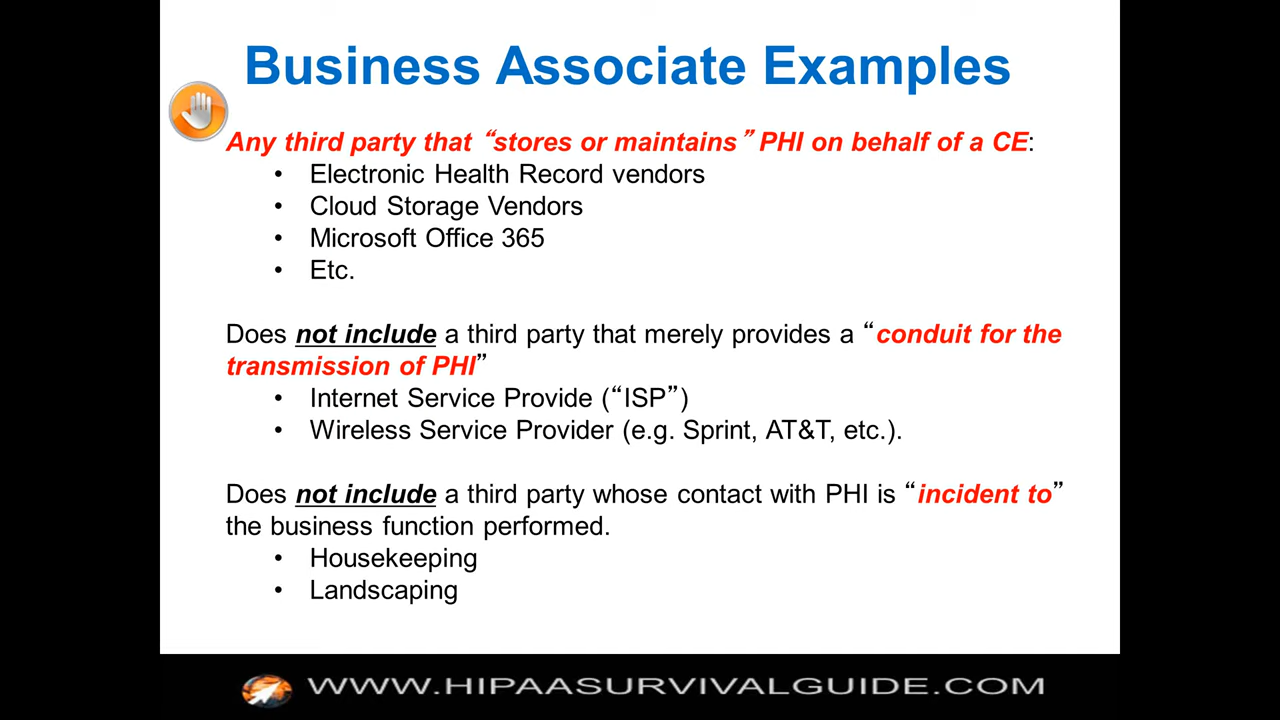 Business Associate Examples
Any third party that “stores or maintains” PHI on behalf of a CE:
• Electronic Health Record vendors
• Cloud Storage Vendors
• Microsoft Office 365
• Etc.
Does not include a third party that merely provides a “conduit for the
transmission of PHI”
• Internet Service Provide (“ISP”)
• Wireless Service Provider (e.g. Sprint, AT&T, etc.).
Does not include a third party whose contact with PHI is “incident to”
the business function performed.
• Housekeeping
• Landscaping
WWW.HIPAASURVIVALGUIDE.COM